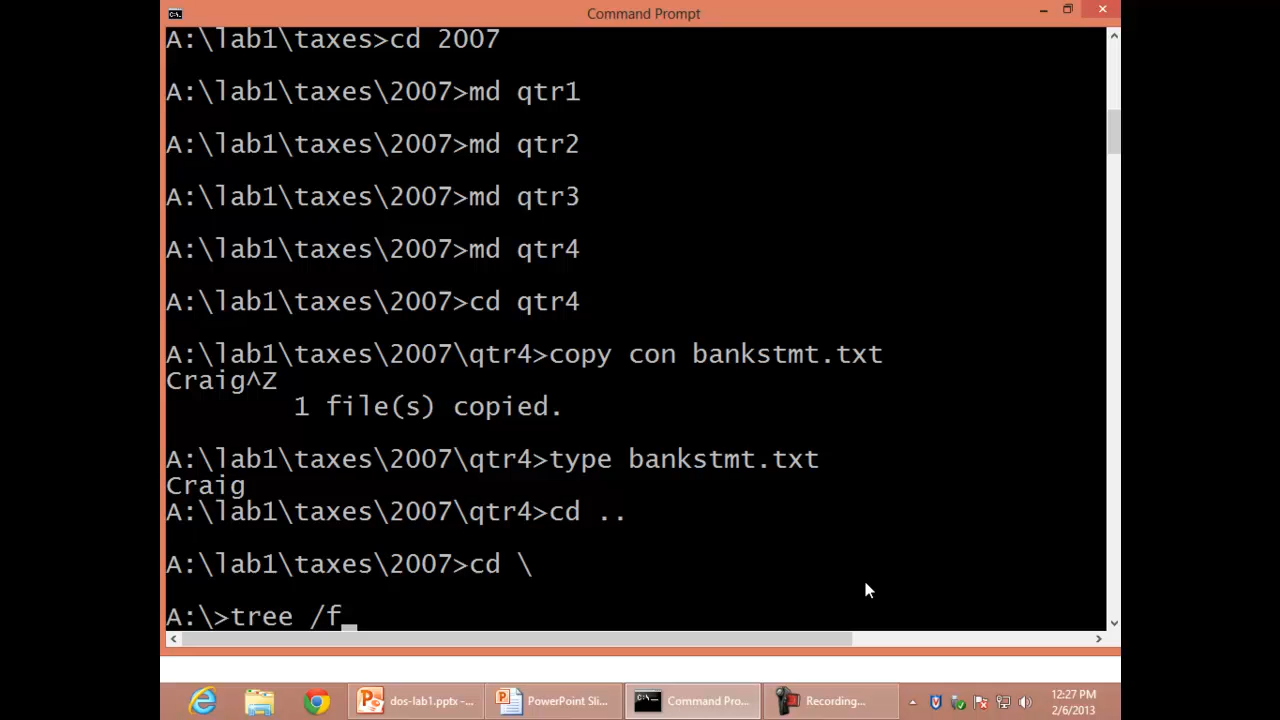 Command Prompt
A:\lab1\taxes>cd 2007
A:\lab1\taxes\2007>md qtr1
A:\lab1\taxes\2007>md qtr2
A:\lab1\taxes\2007>md qtr3
A:\lab1\taxes\2007>md qtr4
A:\lab1\taxes\2007>cd qtr4
A:\lab1\taxes\2007\qtr4>copy con bankstmt.txt
Craig^Z
        1 file(s) copied.
A:\lab1\taxes\2007\qtr4>type bankstmt.txt
Craig
A:\lab1\taxes\2007\qtr4>cd ..
A:\lab1\taxes\2007>cd \
A:\>tree /f_
dos-lab1.pptx -... PowerPoint Sli... Command Pro... Recording... 12:27 PM
2/6/2013